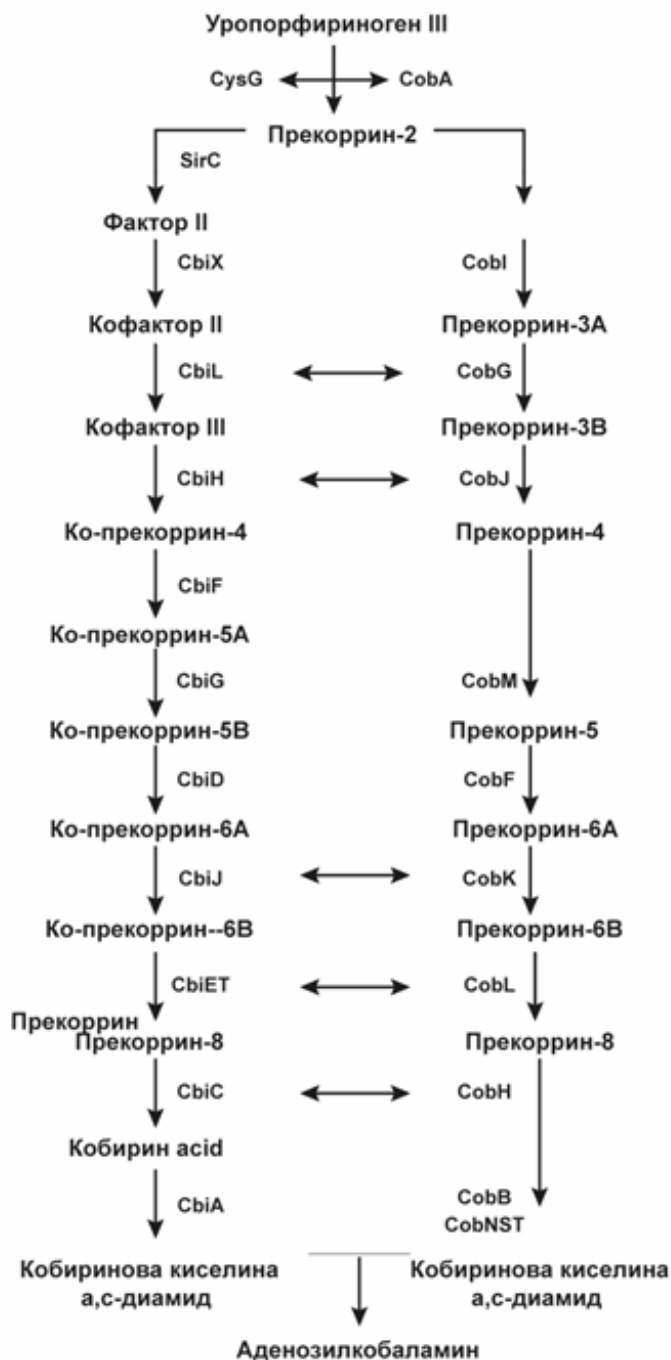 Уропорфириноген III
CysG CobA
Прекоррин-2
SirC
Фактор II
CbiX CobI
Кофактор II Прекоррин-3А
CbiL CobG
Кофактор III Прекоррин-3В
CbiH CobJ
Ко-прекоррин-4 Прекоррин-4
CbiF
Ко-прекоррин-5А
CbiG CobM
Ко-прекоррин-5В Прекоррин-5
CbiD CobF
Ко-прекоррин-6А Прекоррин-6А
CbiJ CobK
Ко-прекоррин--6В Прекоррин-6В
CbiET CobL
Прекоррин
Прекоррин-8 Прекоррин-8
CbiC CobH
Кобирин acid
CbiA CobB
CobNST
Кобиринова киселина Кобиринова киселина
а,с-диамид а,с-диамид
Аденозилкобаламин